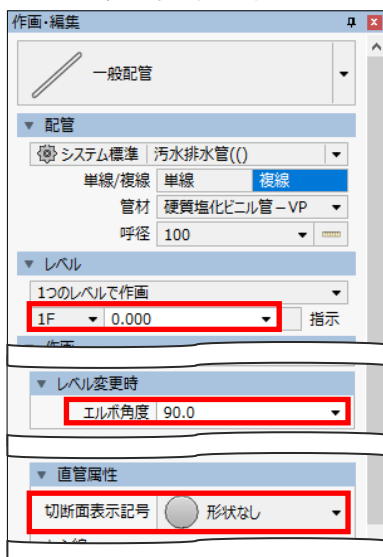 作画・編集
一般配管
配管
システム標準 汚水排水管(()
単線/複線 単線 複線
管材 硬質塩化ビニル管－VP
呼径 100
レベル
1つのレベルで作画
1F 0.000 指示
レベル変更時
エルボ角度 90.0
直管属性
切断面表示記号 形状なし